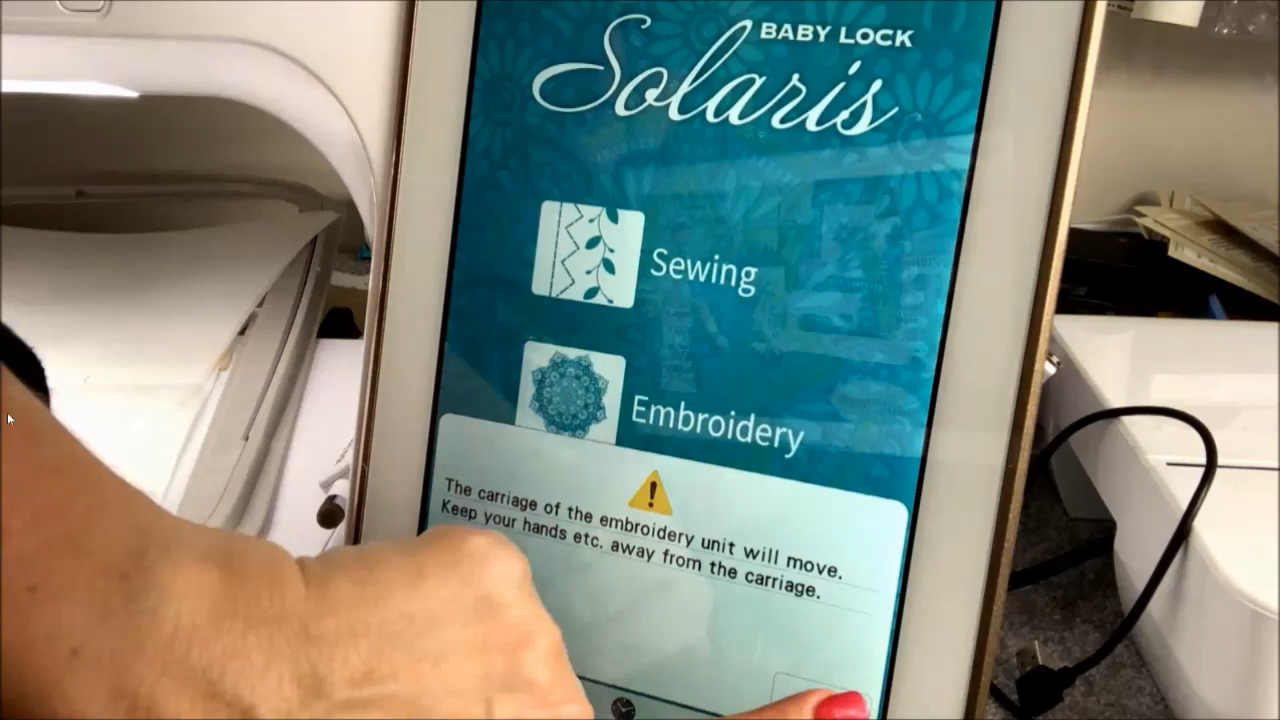 BABY LOCK
Solaris
Sewing
Embroidery
The carriage of the embroidery unit will move.
Keep your hands etc. away from the carriage.